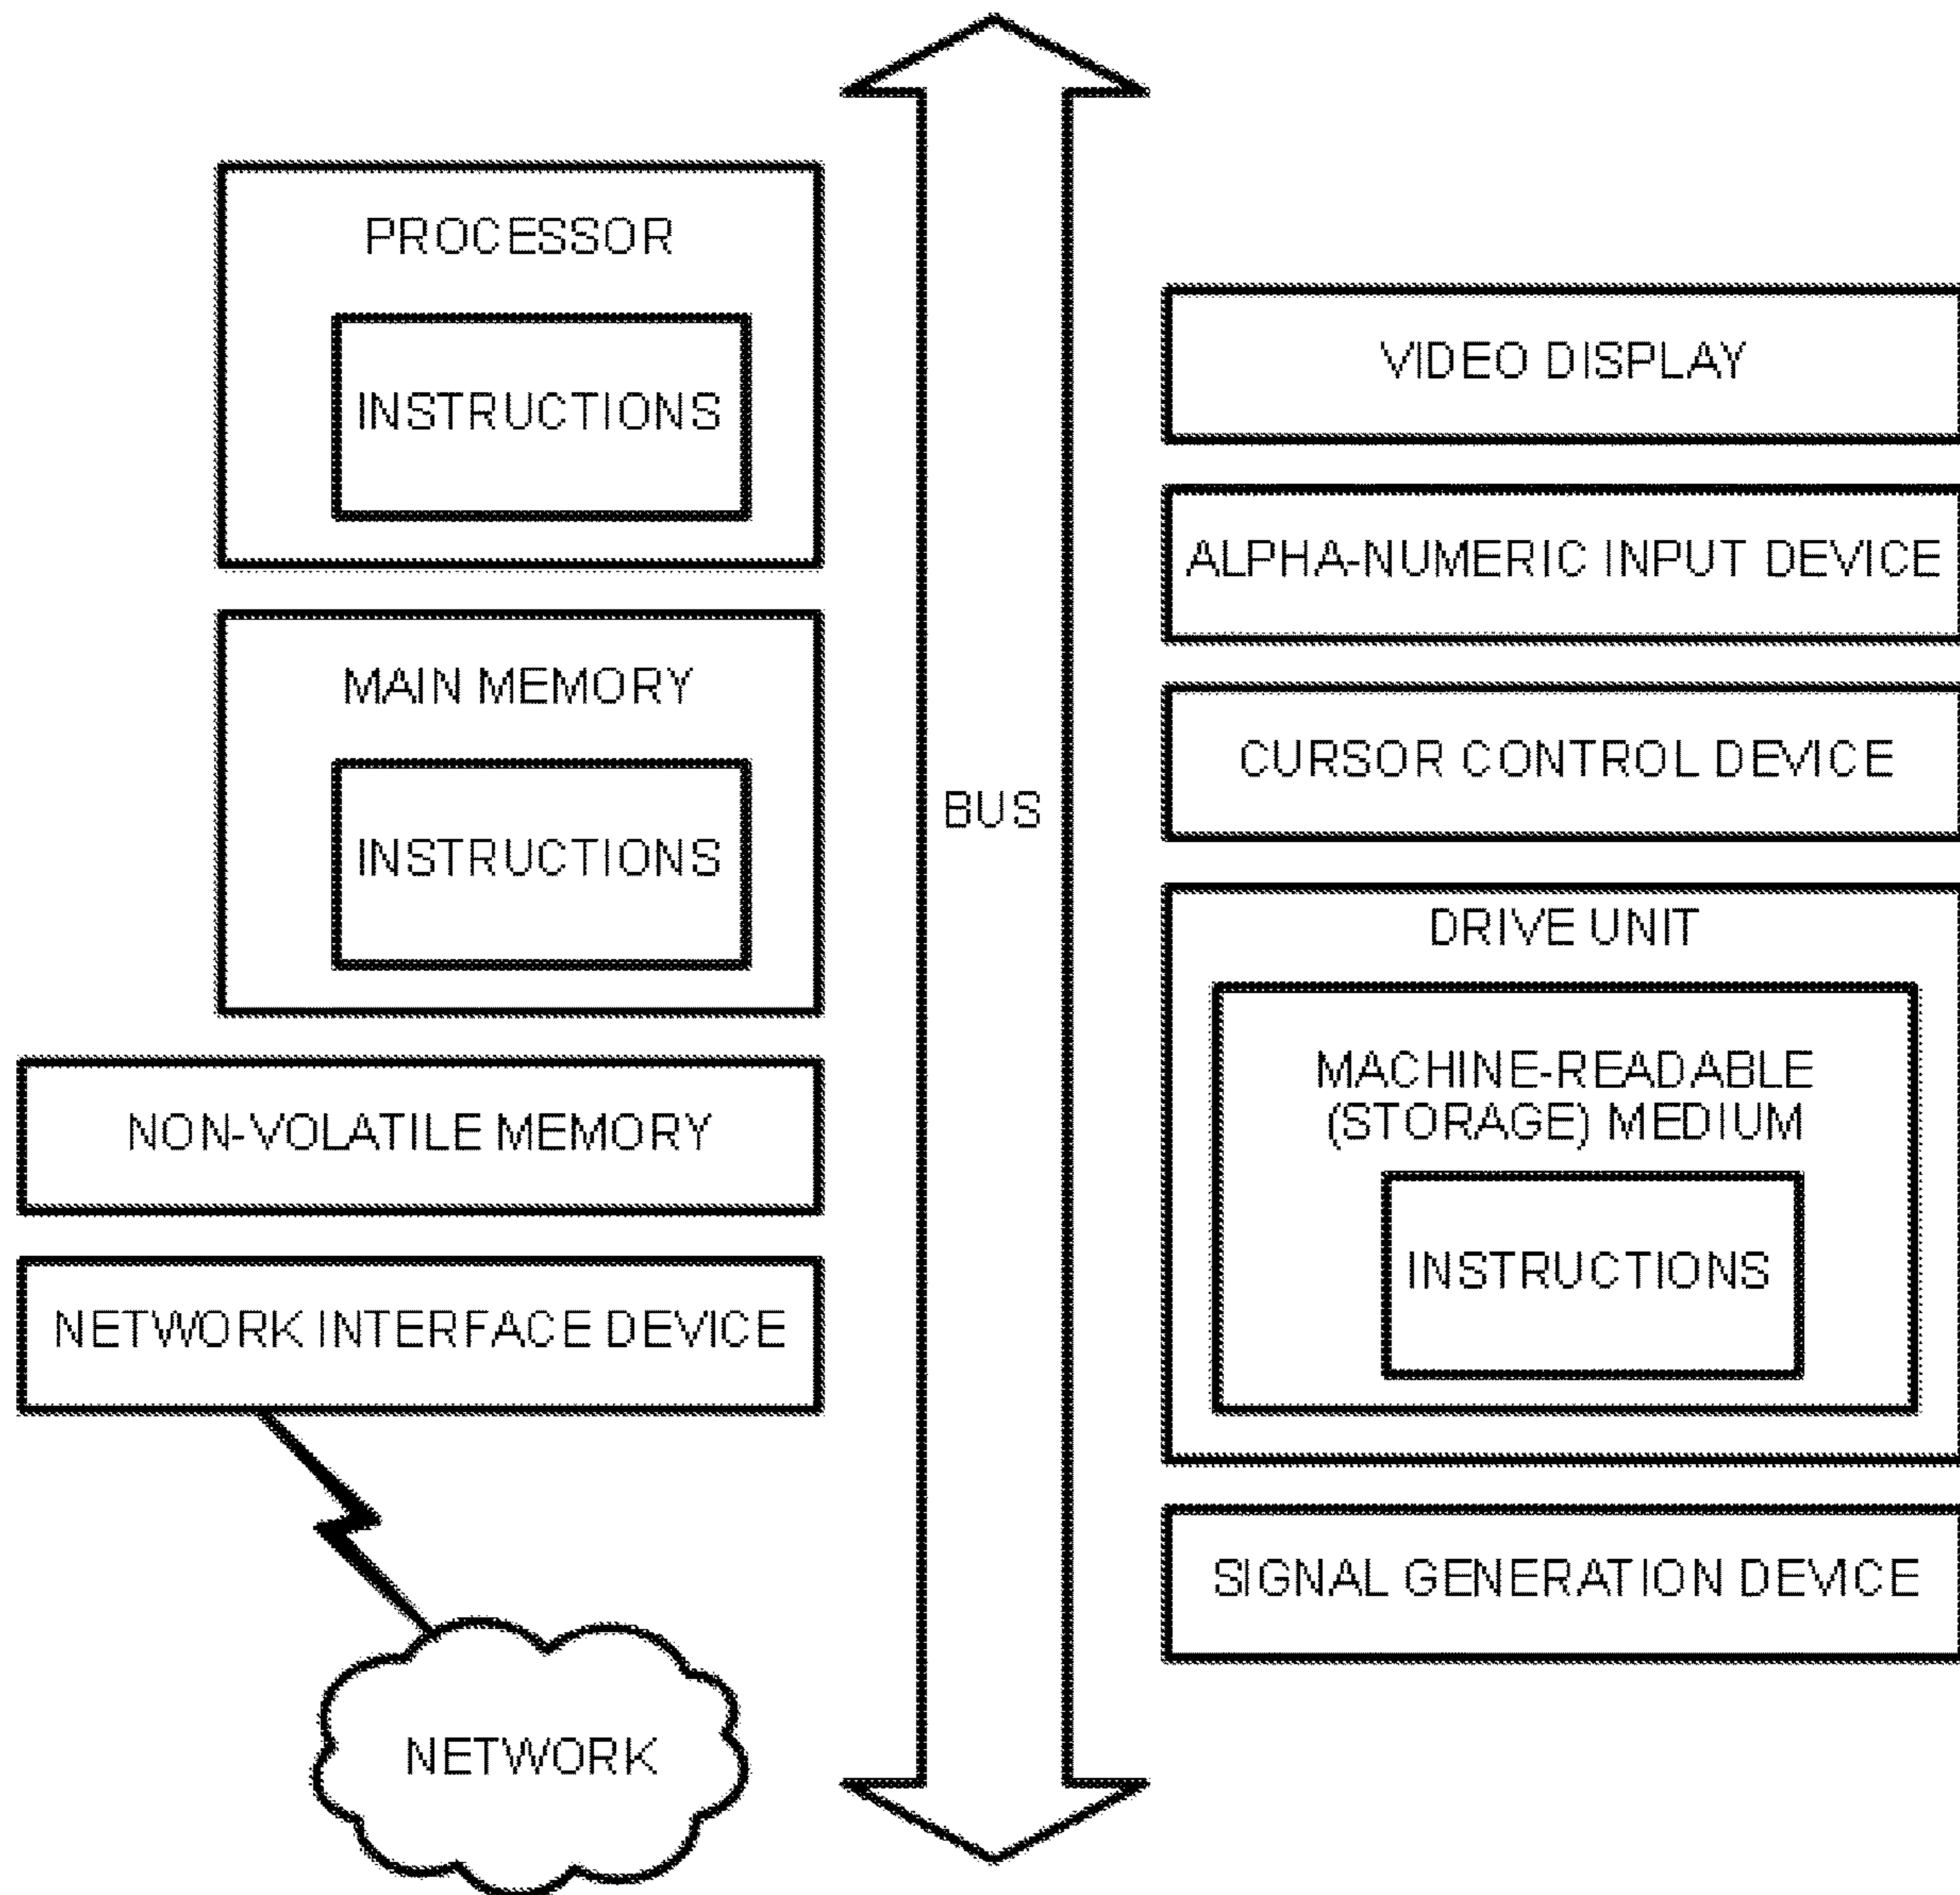 PROCESSOR
INSTRUCTIONS
MAIN MEMORY
INSTRUCTIONS
NON-VOLATILE MEMORY
NETWORK INTERFACE DEVICE
NETWORK
BUS
VIDEO DISPLAY
ALPHA-NUMERIC INPUT DEVICE
CURSOR CONTROL DEVICE
DRIVE UNIT
MACHINE-READABLE
(STORAGE) MEDIUM
INSTRUCTIONS
SIGNAL GENERATION DEVICE